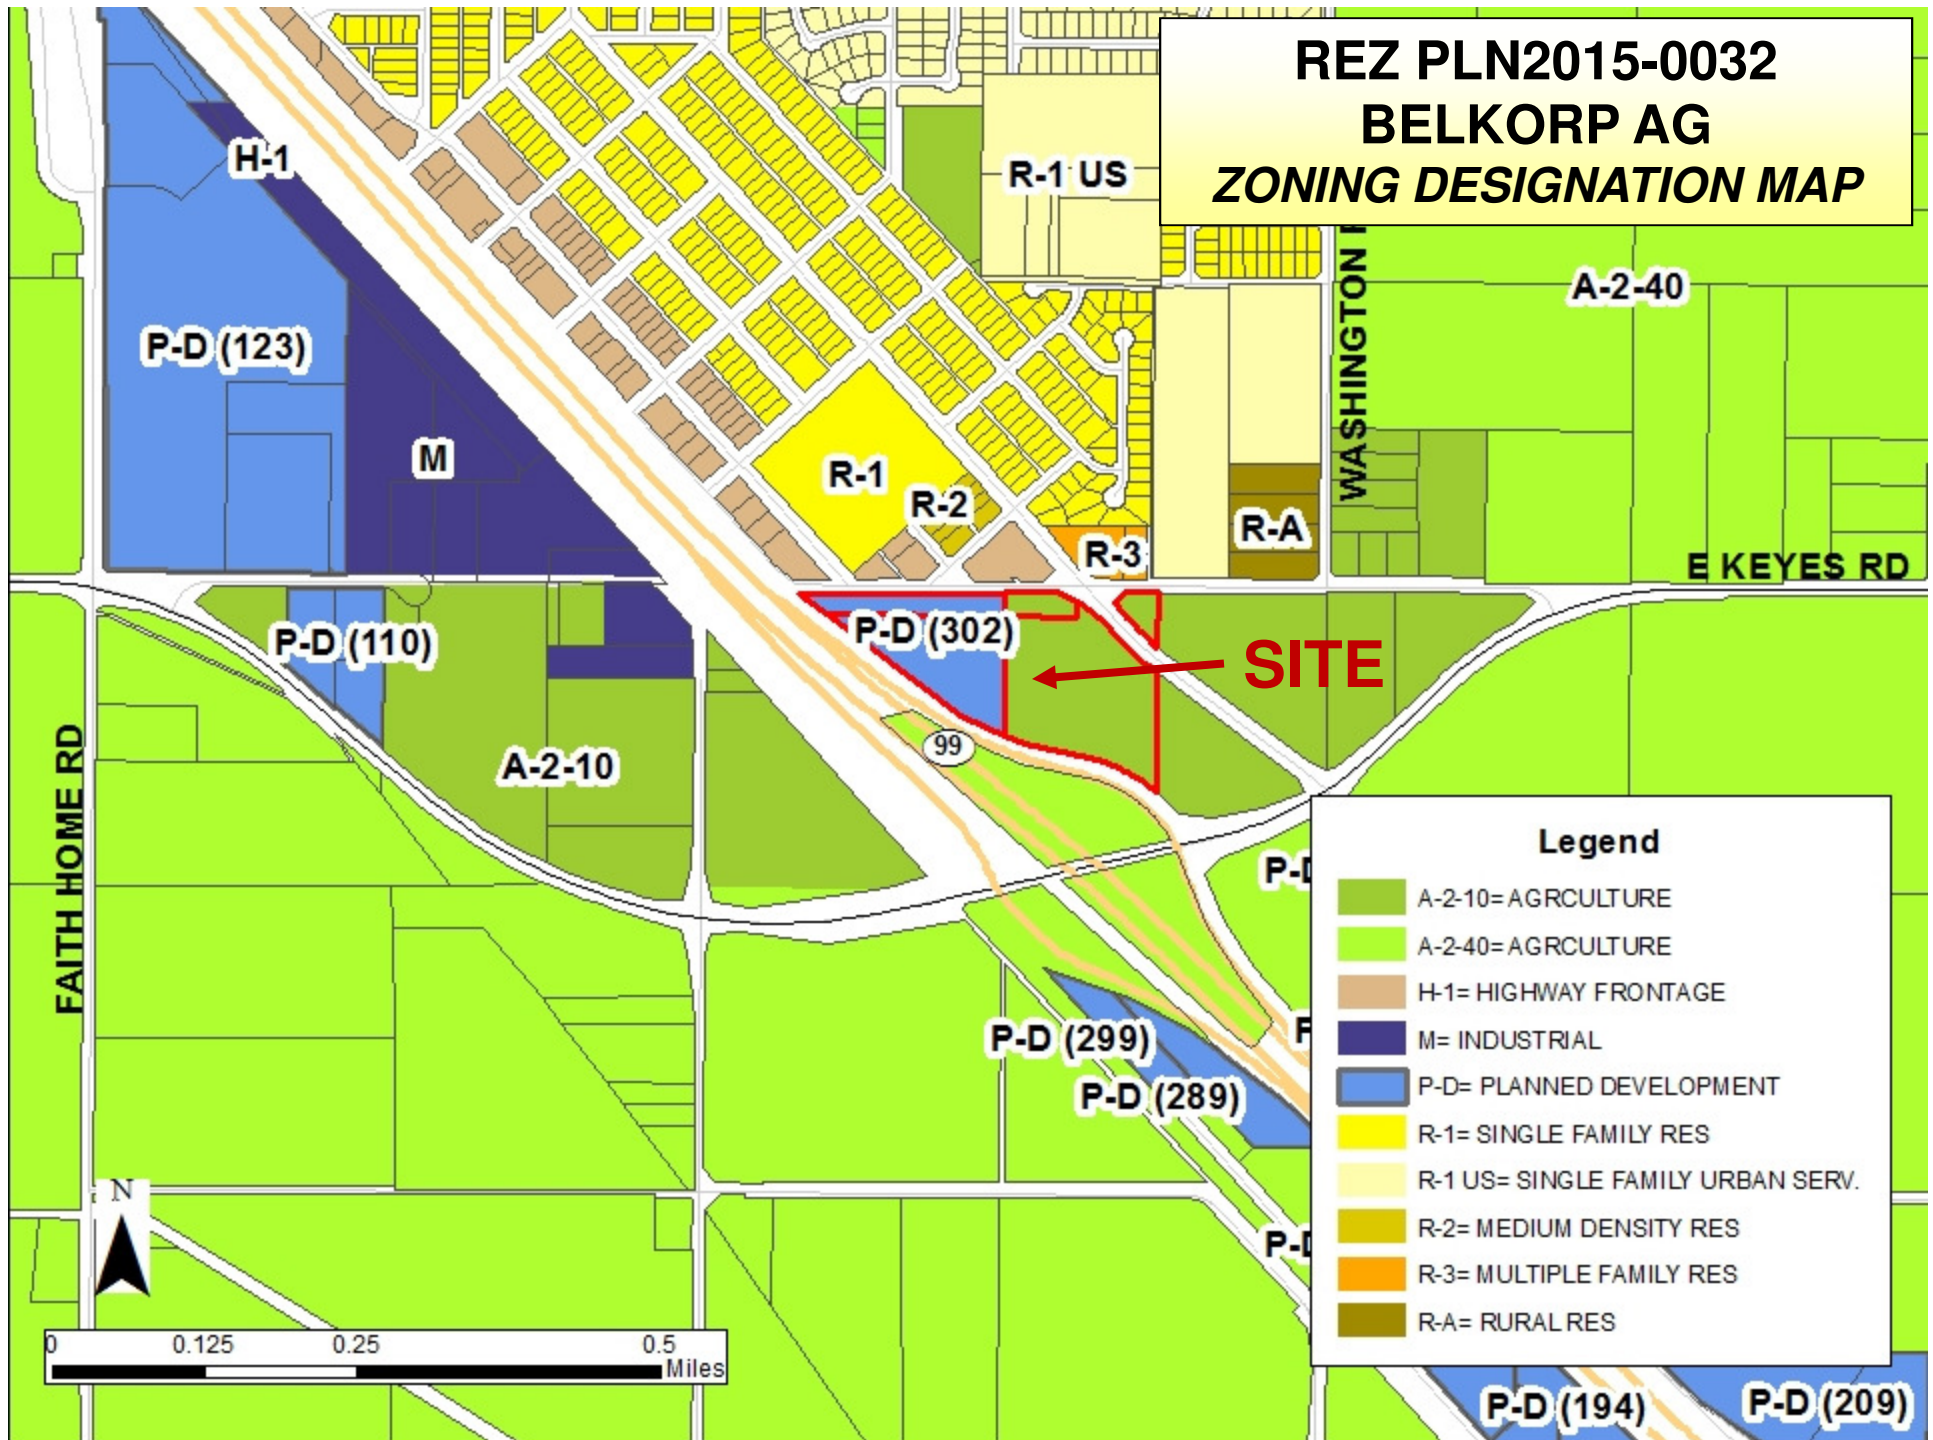 REZ PLN2015-0032
BELKORP AG
ZONING DESIGNATION MAP
H-1
R-1 US
A-2-40
WASHINGTON
P-D (123)
M
R-1
R-2
R-3
R-A
E KEYES RD
P-D (110)
P-D (302)
SITE
99
A-2-10
FAITH HOME RD
P-D (299)
P-D (289)
Legend
A-2-10= AGRCULTURE
A-2-40= AGRCULTURE
H-1= HIGHWAY FRONTAGE
M= INDUSTRIAL
P-D= PLANNED DEVELOPMENT
R-1= SINGLE FAMILY RES
R-1 US= SINGLE FAMILY URBAN SERV.
R-2= MEDIUM DENSITY RES
R-3= MULTIPLE FAMILY RES
R-A= RURAL RES
N
0 0.125 0.25 0.5
Miles
P-D (194)
P-D (209)